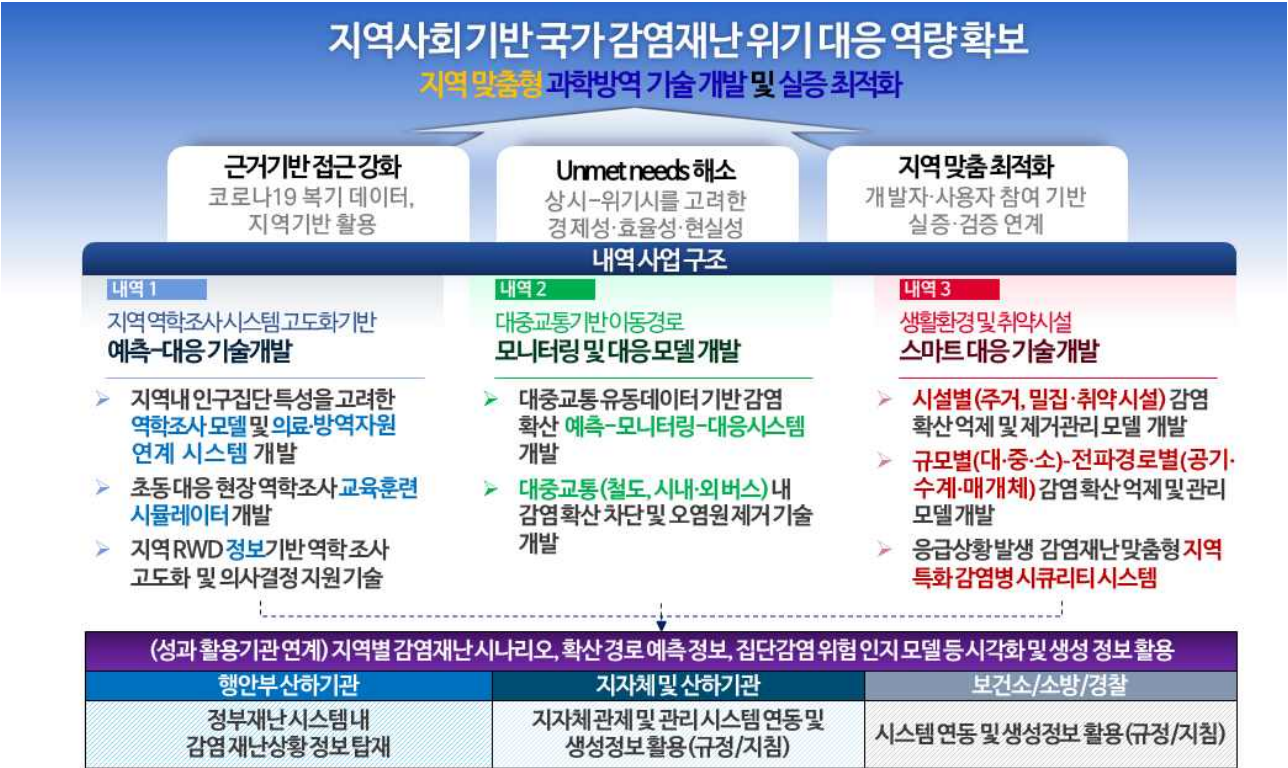 지역사회 기반 국가 감염재난 위기 대응 역량 확보
지역 맞춤형 과학방역 기술 개발 및 실증 최적화
근거기반 접근 강화
코로나19 복기 데이터,
지역기반 활용
Unmet needs 해소
상시-위기시를 고려한
경제성·효율성·현실성
지역 맞춤 최적화
개발자·사용자 참여 기반
실증·검증 연계
내역 사업 구조
내역 1
지역 역학조사 시스템 고도화 기반
예측-대응 기술개발
➢ 지역내 인구집단 특성을 고려한
역학조사 모델 및 의료·방역자원
연계 시스템 개발
➢ 초동 대응 현장 역학조사 교육훈련
시뮬레이터 개발
➢ 지역 RWD 정보기반 역학 조사
고도화 및 의사결정 지원기술
내역 2
대중교통기반 이동경로
모니터링 및 대응 모델 개발
➢ 대중교통 유동데이터 기반 감염
확산 예측-모니터링-대응시스템
개발
➢ 대중교통(철도, 시내·외 버스) 내
감염 확산 차단 및 오염원 제거 기술
개발
내역 3
생활환경 및 취약시설
스마트 대응 기술개발
➢ 시설별(주거, 밀집·취약 시설) 감염
확산 억제 및 제거관리 모델 개발
➢ 규모별(대·중·소)-전파경로별(공기·
수계·매개체) 감염 확산 억제 및 관리
모델 개발
➢ 응급상황 발생 감염재난 맞춤형 지역
특화 감염병 시큐리티 시스템
(성과 활용기관 연계) 지역별 감염재난 시나리오, 확산 경로 예측 정보, 집단감염 위험 인지 모델 등 시각화 및 생성 정보 활용
행안부 산하기관
지자체 및 산하기관
보건소/소방/경찰
정부재난 시스템 내
감염 재난상황 정보 탑재
지자체 관제 및 관리 시스템 연동 및
생성정보 활용 (규정/지침)
시스템 연동 및 생성정보 활용 (규정/지침)